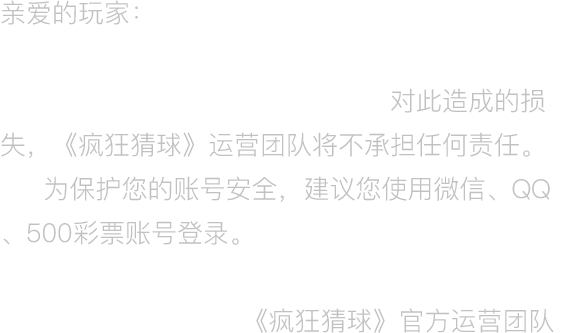 亲爱的玩家：
对此造成的损
失，《疯狂猜球》运营团队将不承担任何责任。
为保护您的账号安全，建议您使用微信、QQ
、500彩票账号登录。
《疯狂猜球》官方运营团队